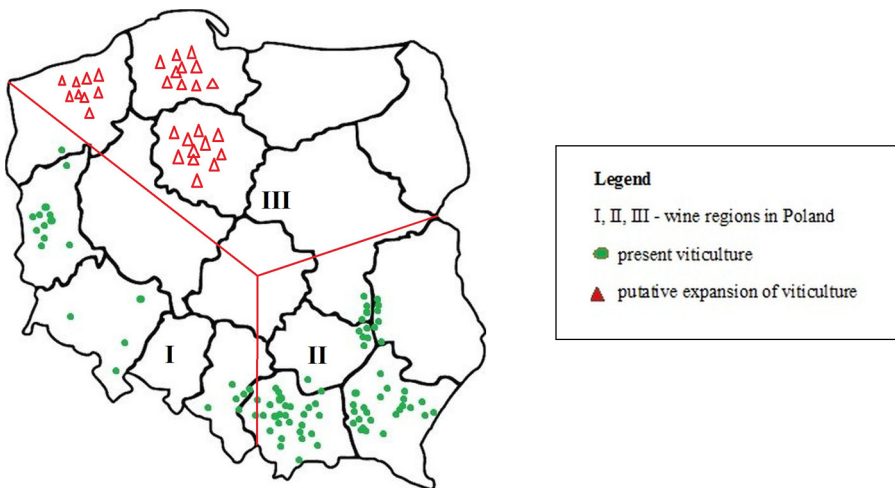 III
I
II
Legend
I, II, III - wine regions in Poland
present viticulture
putative expansion of viticulture